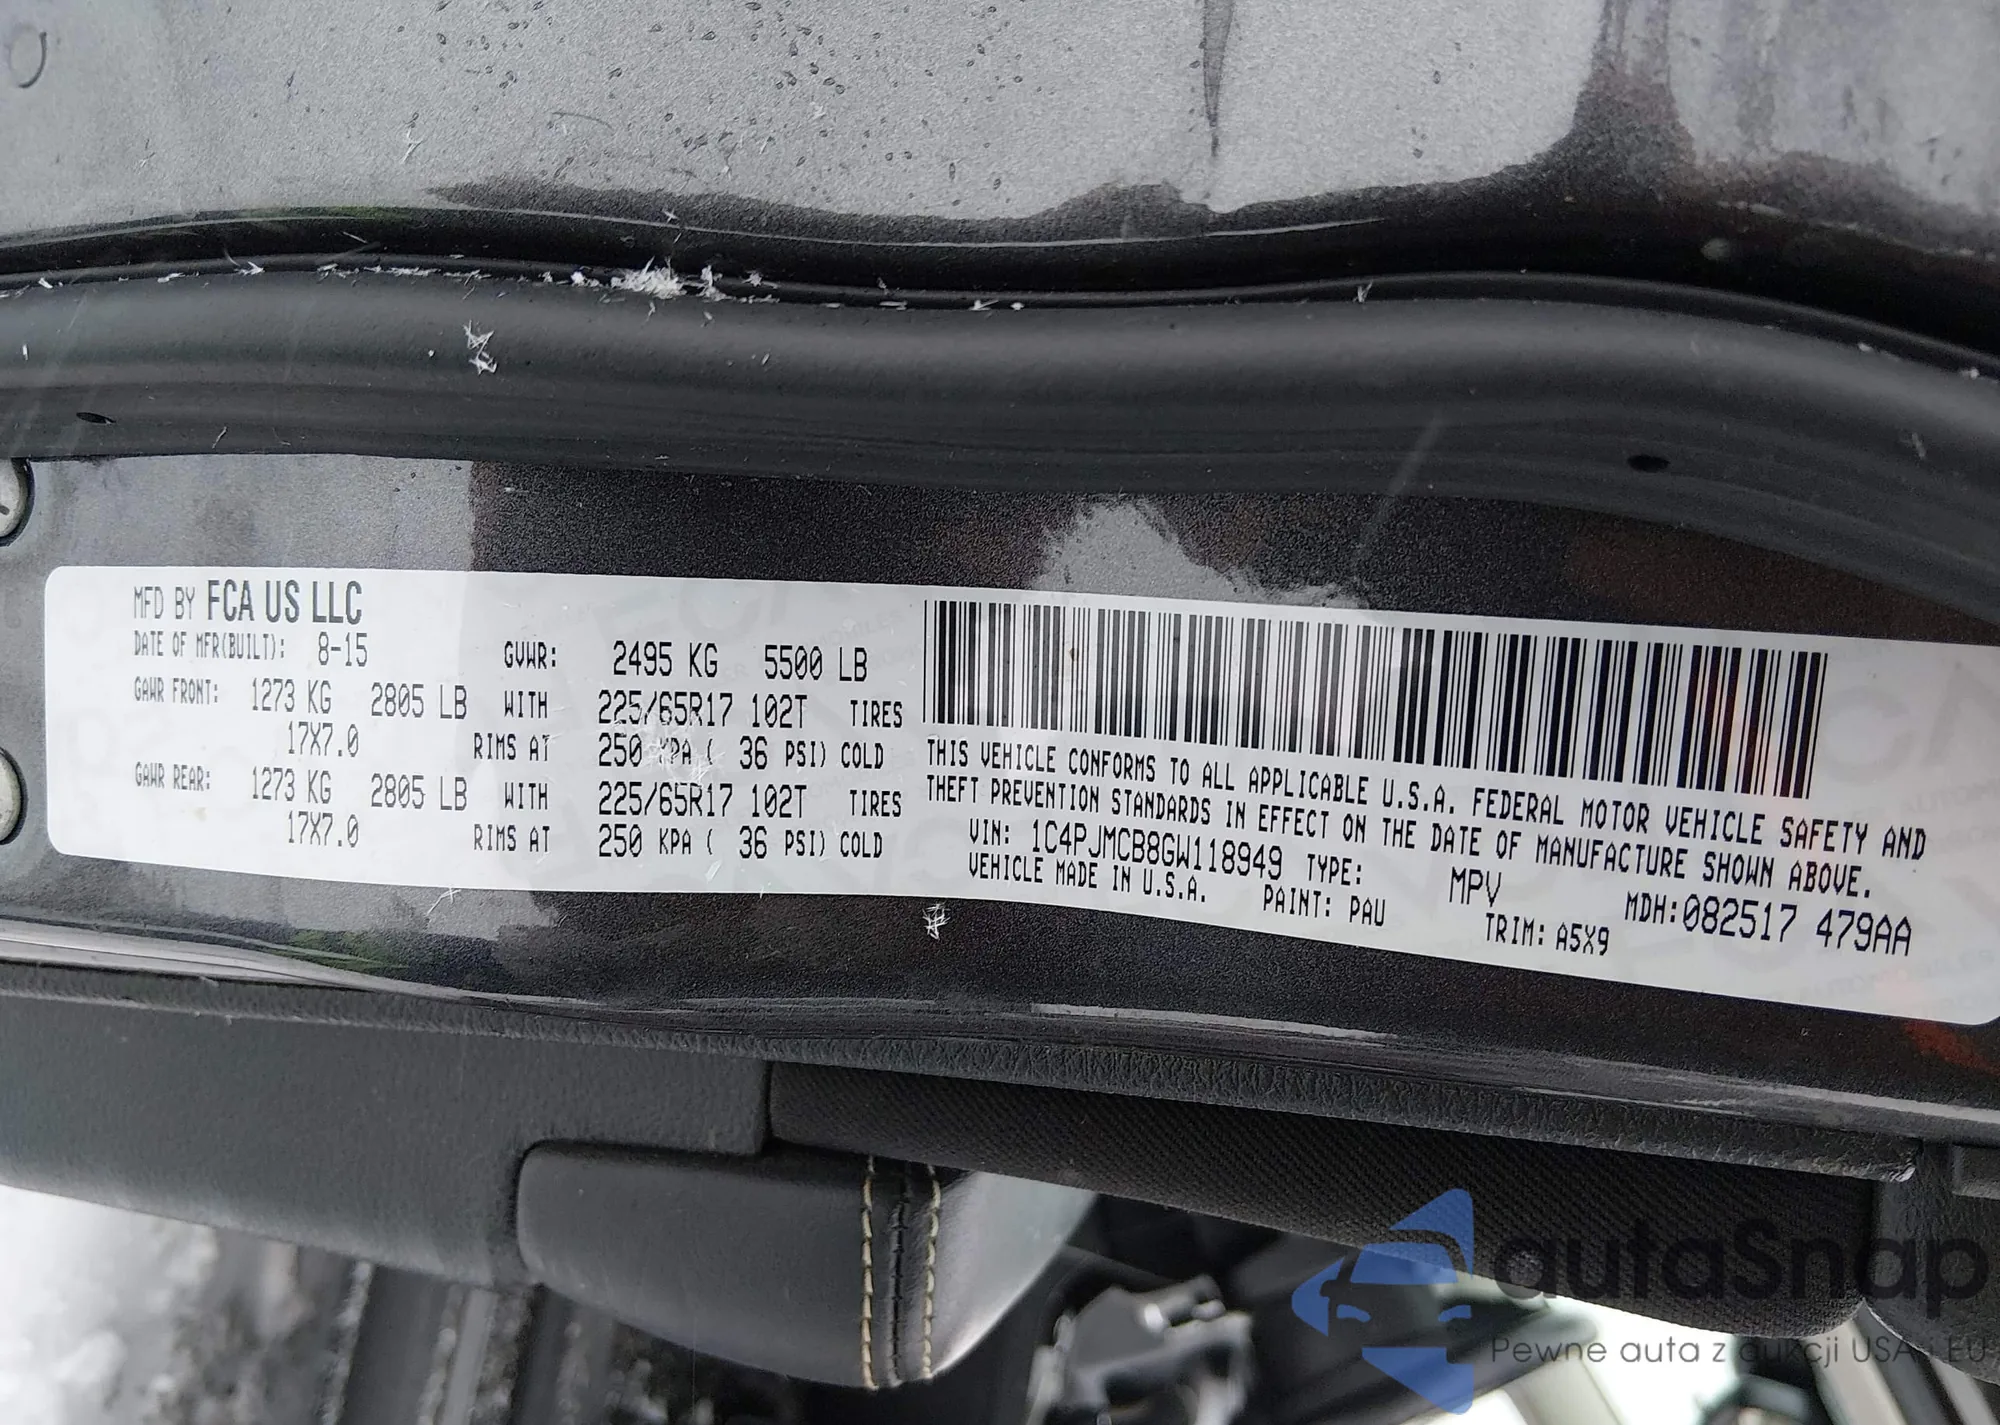 MFD BY FCA US LLC
DATE OF MFR(BUILT): 8-15
GVWR: 2495 KG 5500 LB
GAWR FRONT: 1273 KG 2805 LB WITH 225/65R17 102T TIRES
17X7.0 RIMS AT 250 KPA ( 36 PSI) COLD
GAWR REAR: 1273 KG 2805 LB WITH 225/65R17 102T TIRES
17X7.0 RIMS AT 250 KPA ( 36 PSI) COLD
THIS VEHICLE CONFORMS TO ALL APPLICABLE U.S.A. FEDERAL MOTOR VEHICLE SAFETY AND
THEFT PREVENTION STANDARDS IN EFFECT ON THE DATE OF MANUFACTURE SHOWN ABOVE.
VIN: 1C4PJMCB8GW118949 TYPE: MPV MDH:082517 479AA
VEHICLE MADE IN U.S.A. PAINT: PAU TRIM: A5X9
autaSnap
Pewne auta z aukcji USA i EU